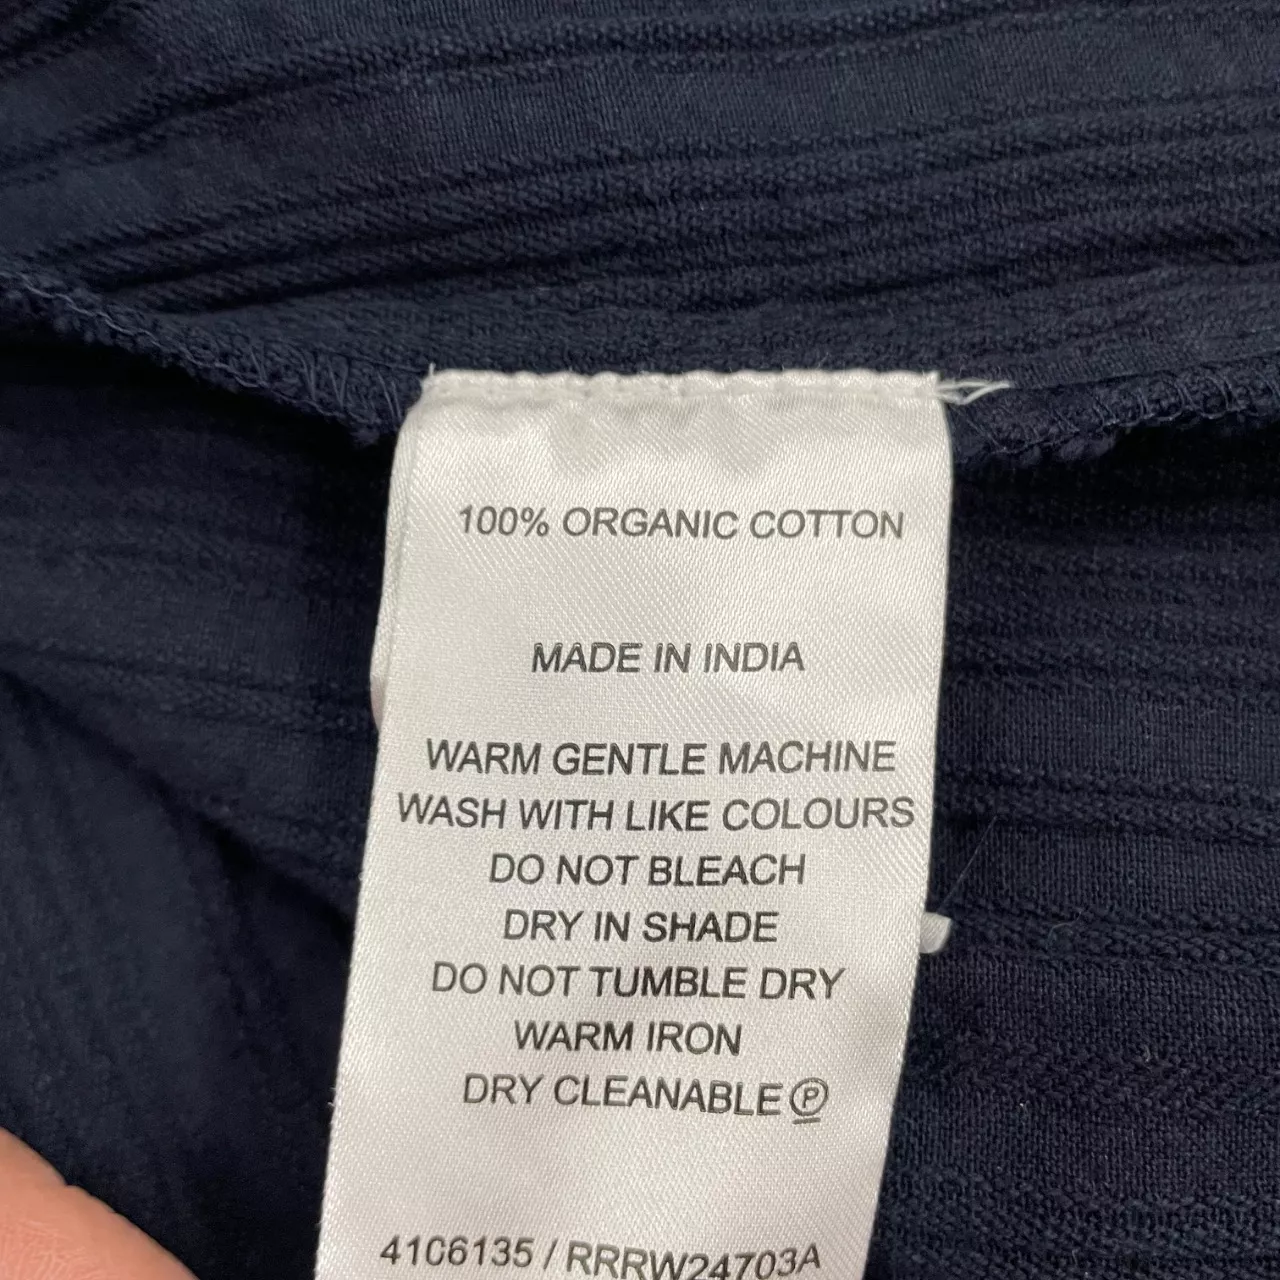 100% ORGANIC COTTON
MADE IN INDIA
WARM GENTLE MACHINE
WASH WITH LIKE COLOURS
DO NOT BLEACH
DRY IN SHADE
DO NOT TUMBLE DRY
WARM IRON
DRY CLEANABLE Ⓟ
41C6135 / RRRW24703A